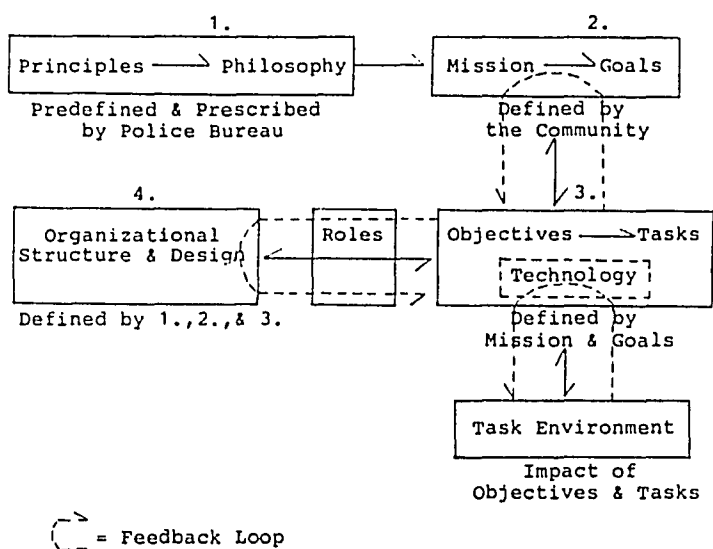 1.
Principles Philosophy
Predefined & Prescribed
by Police Bureau
2.
Mission Goals
Defined by
the Community
3.
Objectives Tasks
Technology
Defined by
Mission & Goals
4.
Organizational
Structure & Design
Defined by 1.,2.,& 3.
Roles
Task Environment
Impact of
Objectives & Tasks
= Feedback Loop